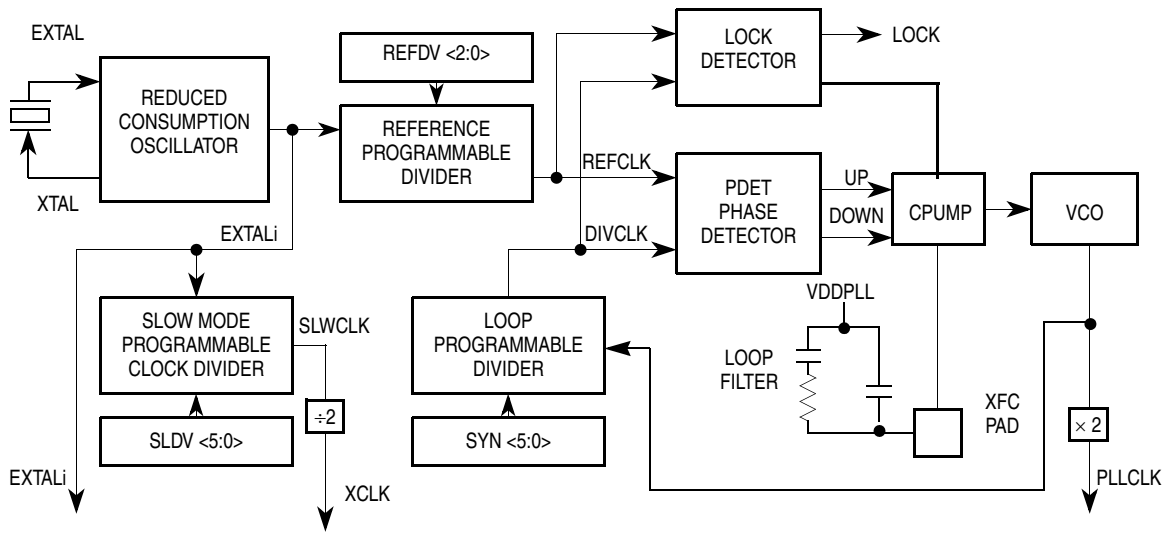 EXTAL
XTAL
REDUCED
CONSUMPTION
OSCILLATOR
REFDV <2:0>
REFERENCE
PROGRAMMABLE
DIVIDER
LOCK
DETECTOR
LOCK
REFCLK
DIVCLK
PDET
PHASE
DETECTOR
UP
DOWN
CPUMP
VCO
EXTALi
SLOW MODE
PROGRAMMABLE
CLOCK DIVIDER
SLWCLK
÷2
SLDV <5:0>
EXTALi
XCLK
LOOP
PROGRAMMABLE
DIVIDER
SYN <5:0>
VDDPLL
LOOP
FILTER
XFC
PAD
× 2
PLLCLK